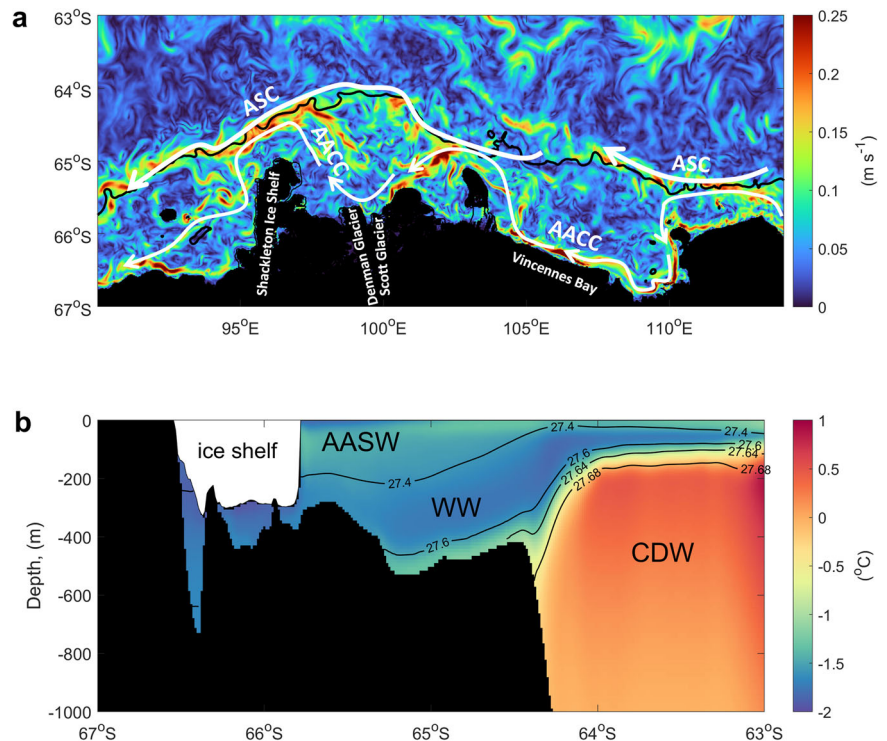 a
63°S
64°S
65°S
66°S
67°S
95°E
100°E
105°E
110°E
ASC
AACC
ASC
AACC
Shackleton Ice Shelf
Denman Glacier
Scott Glacier
Vincennes Bay
0.25
0.2
0.15
0.1
0.05
0
(m s⁻¹)
b
0
-200
-400
-600
-800
-1000
Depth, (m)
67°S
66°S
65°S
64°S
63°S
ice shelf
AASW
WW
CDW
27.4
27.4
27.6
27.6
27.64
27.64
27.68
27.68
27.6
27.4
1
0.5
0
-0.5
-1
-1.5
-2
(°C)